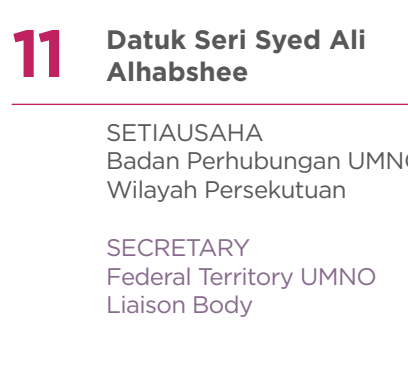 11
Datuk Seri Syed Ali
Alhabshee
SETIAUSAHA
Badan Perhubungan UMNO
Wilayah Persekutuan
SECRETARY
Federal Territory UMNO
Liaison Body